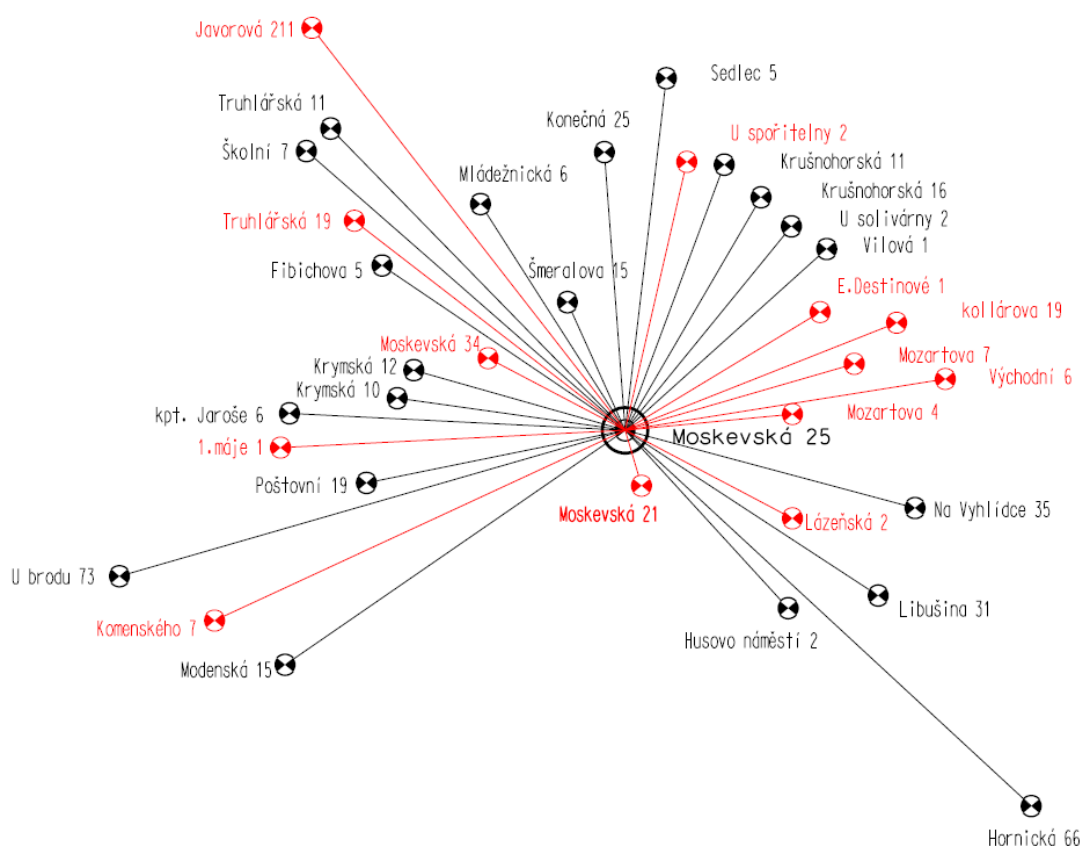 Javorová 211
Sedlec 5
Truhlářská 11
Konečná 25
U spořitelny 2
Školní 7
Krušnohorská 11
Mládežnická 6
Krušnohorská 16
Truhlářská 19
U solivárny 2
Vilová 1
Fibichova 5
Šmeralova 15
E.Destinové 1
kollárova 19
Moskevská 34
Mozartova 7
Krymská 12
Východní 6
Krymská 10
kpt. Jaroše 6
Mozartova 4
Moskevská 25
1.máje 1
Poštovní 19
Na Vyhlídce 35
Moskevská 21
Lázeňská 2
U brodu 73
Libušina 31
Komenského 7
Husovo náměstí 2
Modenská 15
Hornická 66